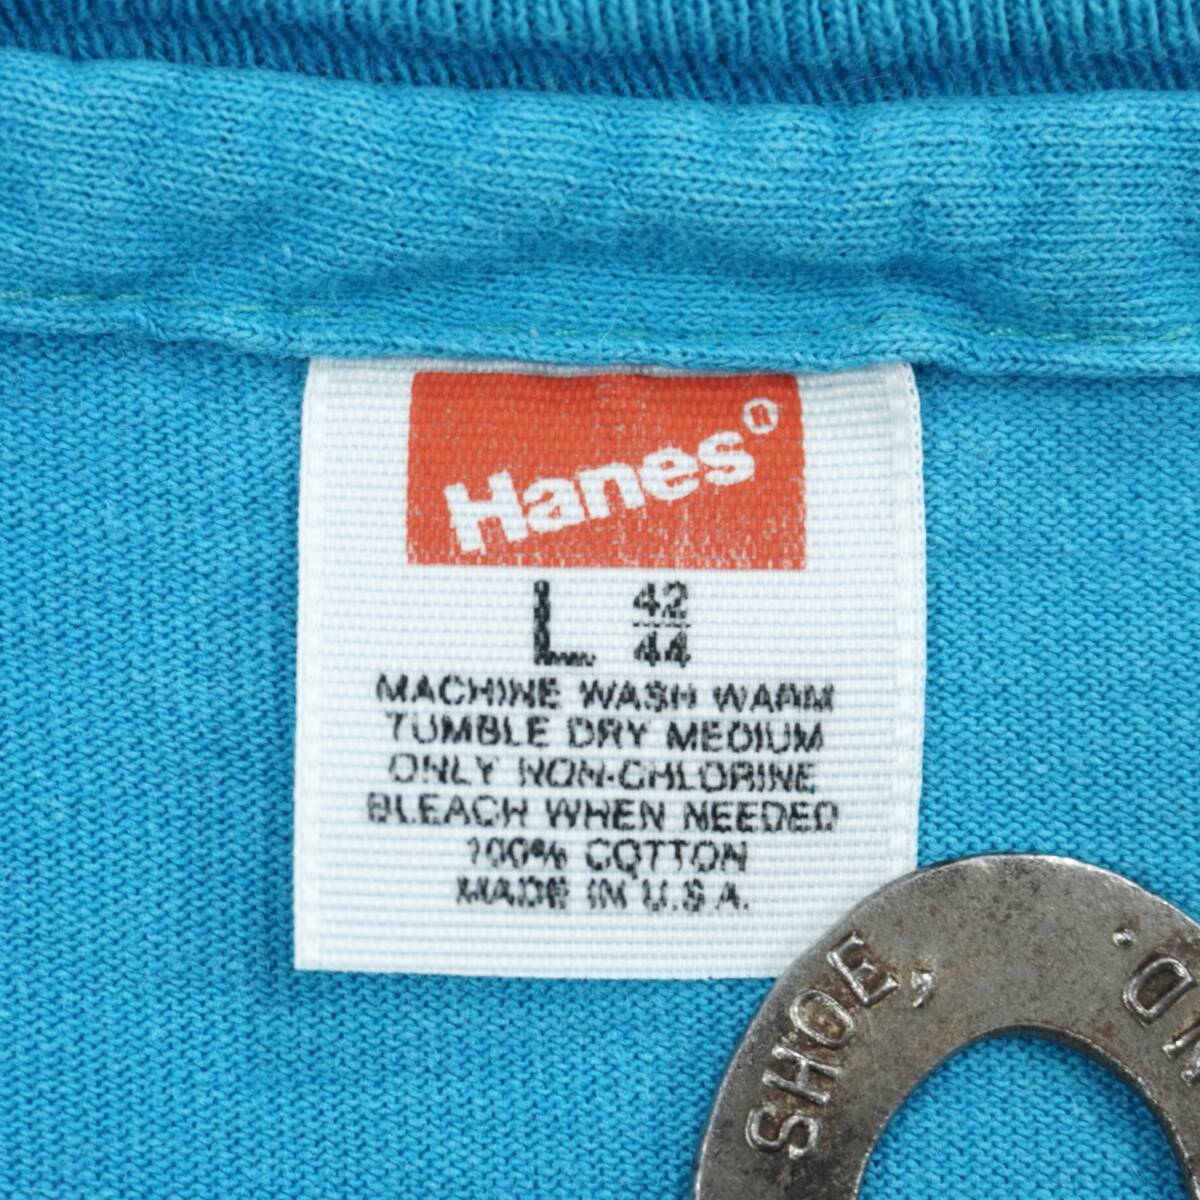 Hanes®
L 42/44
MACHINE WASH WARM
TUMBLE DRY MEDIUM
ONLY NON-CHLORINE
BLEACH WHEN NEEDED
100% COTTON
MADE IN U.S.A.
SHOE,